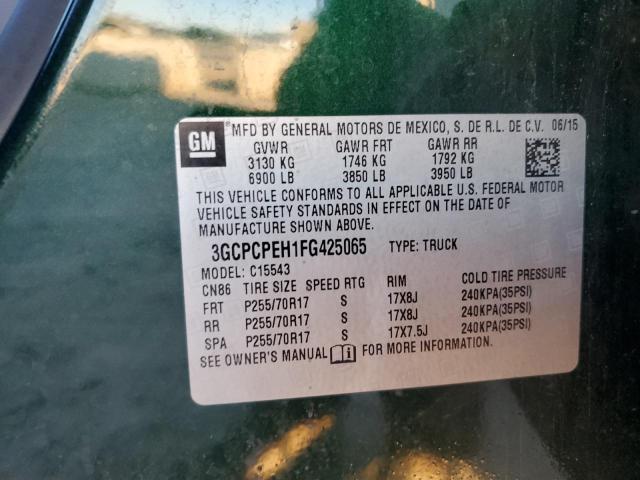 GM MFD BY GENERAL MOTORS DE MEXICO, S. DE R.L. DE C.V. 06/15
GVWR GAWR FRT GAWR RR
3130 KG 1746 KG 1792 KG
6900 LB 3850 LB 3950 LB
THIS VEHICLE CONFORMS TO ALL APPLICABLE U.S. FEDERAL MOTOR
VEHICLE SAFETY STANDARDS IN EFFECT ON THE DATE OF
MANUFACTURE SHOWN ABOVE.
3GCPCPEH1FG425065 TYPE: TRUCK
MODEL: C15543
CN86 TIRE SIZE SPEED RTG RIM COLD TIRE PRESSURE
FRT P255/70R17 S 17X8J 240KPA(35PSI)
RR P255/70R17 S 17X8J 240KPA(35PSI)
SPA P255/70R17 S 17X7.5J 240KPA(35PSI)
SEE OWNER'S MANUAL FOR MORE INFORMATION.